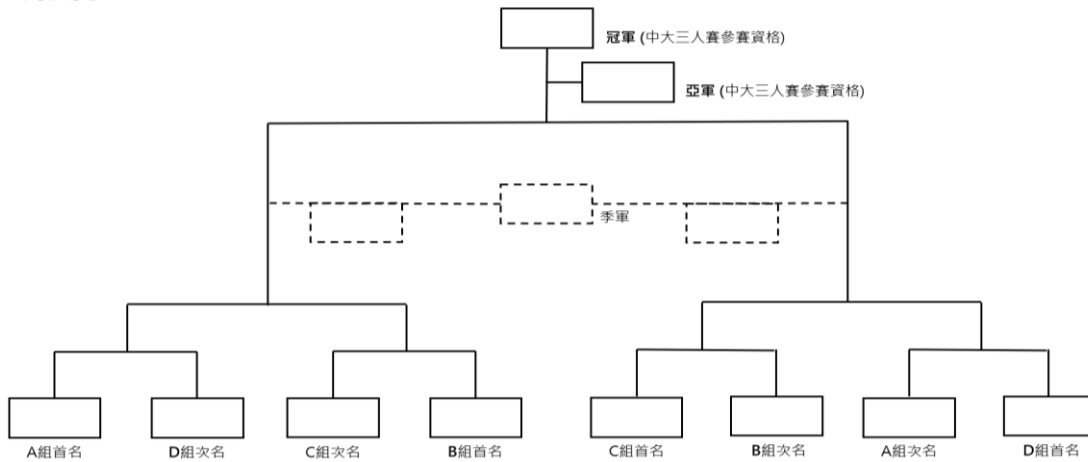 冠軍 (中大三人賽參賽資格)
亞軍 (中大三人賽參賽資格)
季軍
A組首名
D組次名
C組次名
B組首名
C組首名
B組次名
A組次名
D組首名